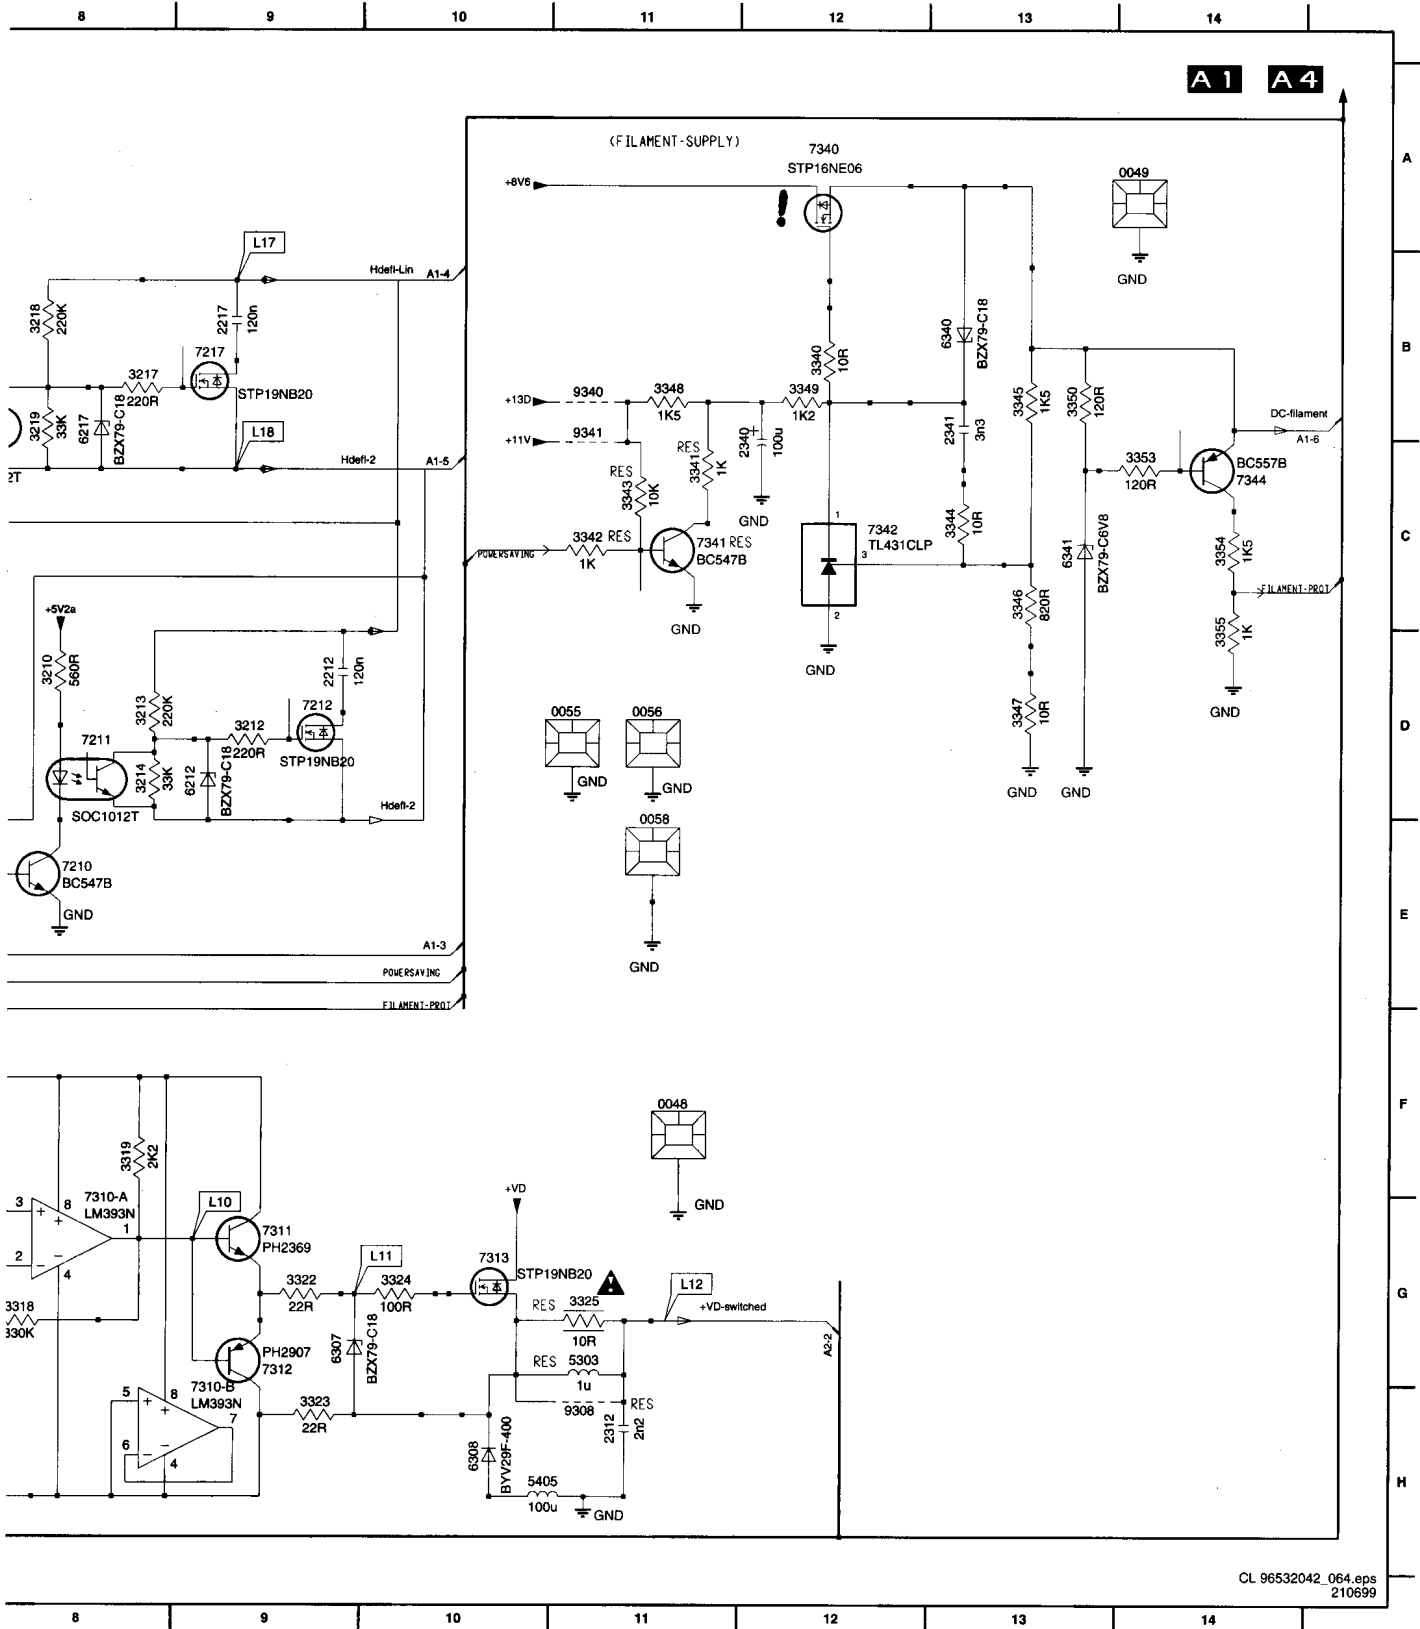 8 9 10 11 12 13 14
A 1 A 4
(FILAMENT-SUPPLY)
7340
STP16NE06
A
+8V6
0049
GND
L17
Hdefl-Lin
A1-4
3218
220K
2217
120n
6340
BZX79-C18
B
7217
STP19NB20
3340
10R
3217
220R
9340
3348
1K5
3349
1K2
3345
1K5
3350
120R
+13D
3219
33K
6217
BZX79-C18
DC-filament
A1-6
+11V
9341
RES
3341
1K
2340
+
100u
2341
3n3
L18
Hdefl-2
A1-5
2T
RES
3343
10K
3353
120R
BC557B
7344
GND
3342
RES
1K
7341 RES
BC547B
1
7342
TL431CLP
3
2
3344
10R
6341
BZX79-C6V8
3354
1K5
C
POWERSAVING
+5V2a
GND
3346
820R
FILAMENT-PROT
3355
1K
3210
560R
2212
120n
GND
3213
220K
7212
STP19NB20
3212
220R
0055
GND
0056
GND
3347
10R
GND
GND
GND
D
7211
SOC1012T
3214
33K
6212
BZX79-C18
Hdefl-2
0058
GND
7210
BC547B
GND
E
A1-3
POWERSAVING
FILAMENT-PROT
0048
GND
F
3319
2K2
+VD
3
2
8
4
+
+
-
-
7310-A
LM393N
1
L10
7311
PH2369
L11
7313
STP19NB20
3322
22R
3324
100R
L12
+VD-switched
A2-2
G
RES
3325
10R
3318
330K
6307
BZX79-C18
PH2907
7312
RES
5303
1u
7310-B
LM393N
5
6
8
4
+
+
-
-
7
3323
22R
9308
RES
2312
2n2
6308
BYV29F-400
5405
100u
GND
H
CL 96532042_064.eps
210699
8 9 10 11 12 13 14